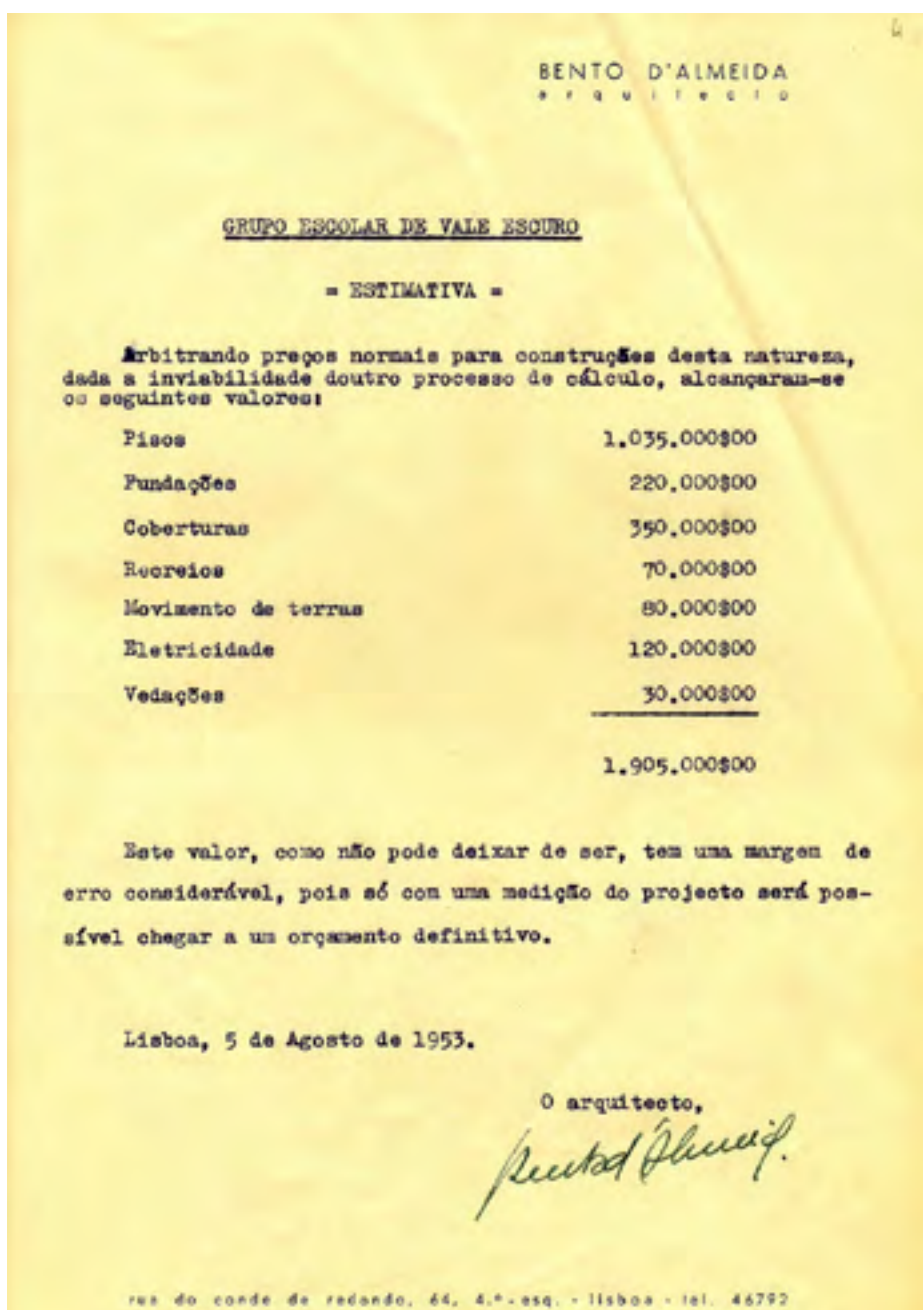 BENTO D'ALMEIDA
arquitecto
GRUPO ESCOLAR DE VALE ESCURO
= ESTIMATIVA =
Arbitrando preços normais para construções desta natureza,
dada a inviabilidade doutro processo de cálculo, alcançaram-se
os seguintes valores:
Pisos 1.035.000$00
Fundações 220.000$00
Coberturas 350.000$00
Recreios 70.000$00
Movimento de terras 80.000$00
Eletricidade 120.000$00
Vedações 30.000$00
1.905.000$00
Este valor, como não pode deixar de ser, tem uma margem de
erro considerável, pois só com uma medição do projecto será pos-
sível chegar a um orçamento definitivo.
Lisboa, 5 de Agosto de 1953.
O arquitecto,
rua do conde de redondo, 64, 4.º-esq. - lisboa - tel. 46792